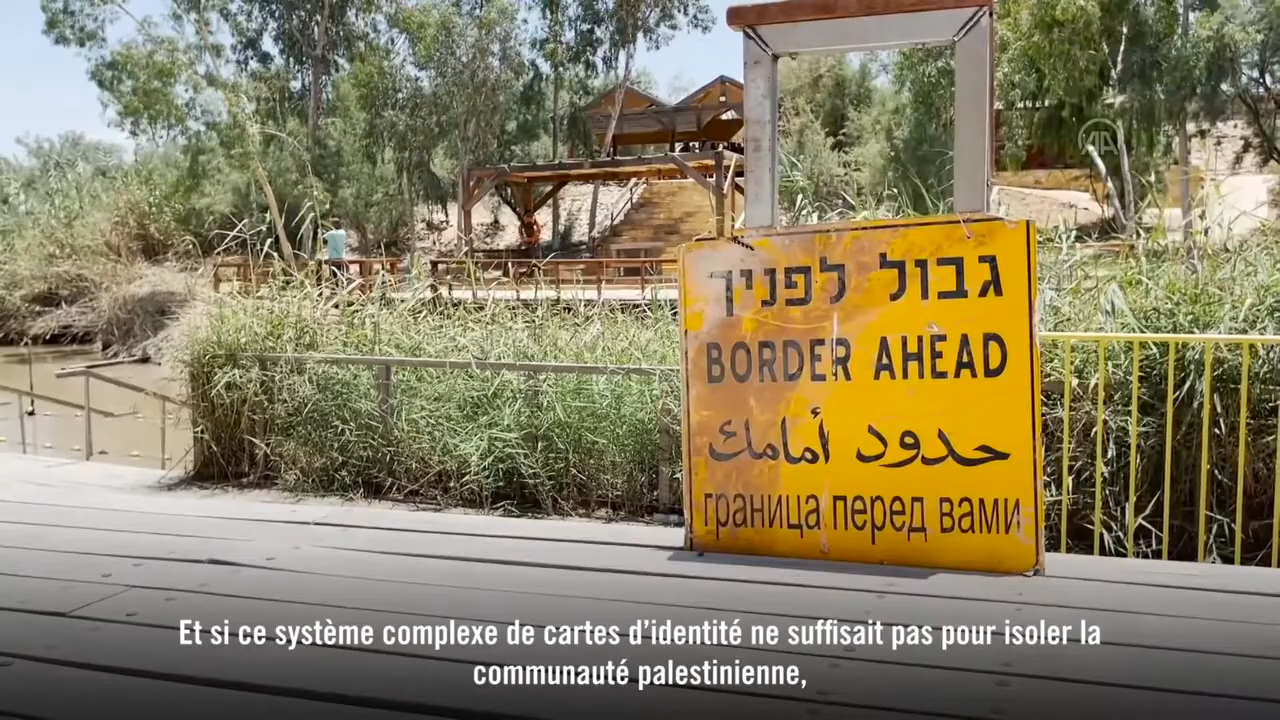 AA
גבול לפניך
BORDER AHEAD
حدود أمامك
граница перед вами
Et si ce système complexe de cartes d’identité ne suffisait pas pour isoler la
communauté palestinienne,